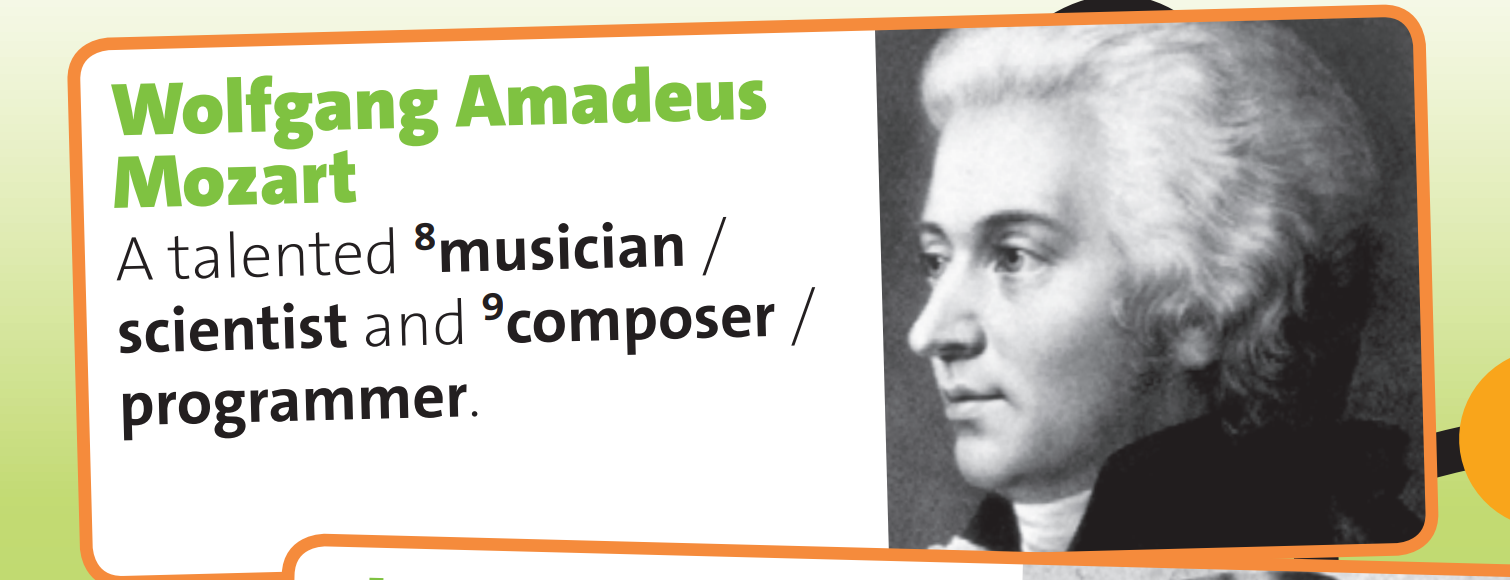 Wolfgang Amadeus
Mozart
A talented ⁸musician /
scientist and ⁹composer /
programmer.